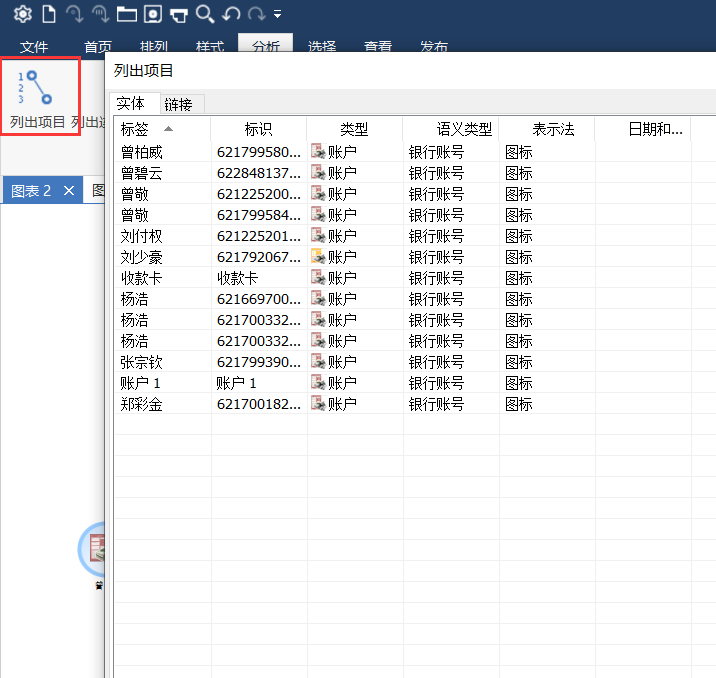 文件 首页 排列 样式 分析 选择 查看 发布
1
2
3
列出项目 列出
图表 2 × 图
列出项目
实体 链接
标签 标识 类型 语义类型 表示法 日期和...
曾柏威 621799580... 账户 银行账号 图标
曾碧云 622848137... 账户 银行账号 图标
曾敬 621225200... 账户 银行账号 图标
曾敬 621799584... 账户 银行账号 图标
刘付权 621225201... 账户 银行账号 图标
刘少豪 621792067... 账户 银行账号 图标
收款卡 收款卡 账户 银行账号 图标
杨浩 621669700... 账户 银行账号 图标
杨浩 621700332... 账户 银行账号 图标
杨浩 621700332... 账户 银行账号 图标
张宗钦 621799390... 账户 银行账号 图标
账户 1 账户 1 账户 银行账号 图标
郑彩金 621700182... 账户 银行账号 图标